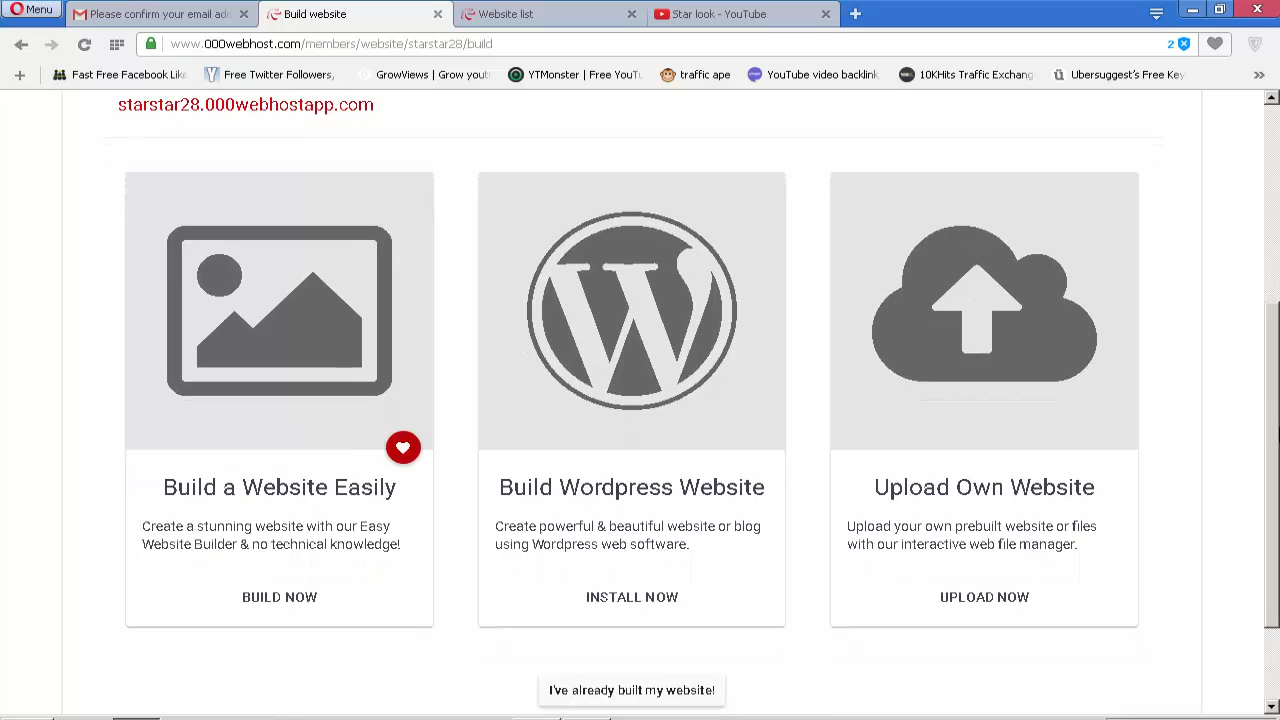 Menu
Please confirm your email add
Build website
Website list
Star look - YouTube
www.000webhost.com/members/website/starstar28/build
2
Fast Free Facebook Like
Free Twitter Followers,
GrowViews | Grow yout
YTMonster | Free YouTu
traffic ape
YouTube video backlink
10KHits Traffic Exchang
Ubersuggest's Free Key
starstar28.000webhostapp.com
Build a Website Easily
Create a stunning website with our Easy
Website Builder & no technical knowledge!
BUILD NOW
Build Wordpress Website
Create powerful & beautiful website or blog
using Wordpress web software.
INSTALL NOW
Upload Own Website
Upload your own prebuilt website or files
with our interactive web file manager.
UPLOAD NOW
I've already built my website!